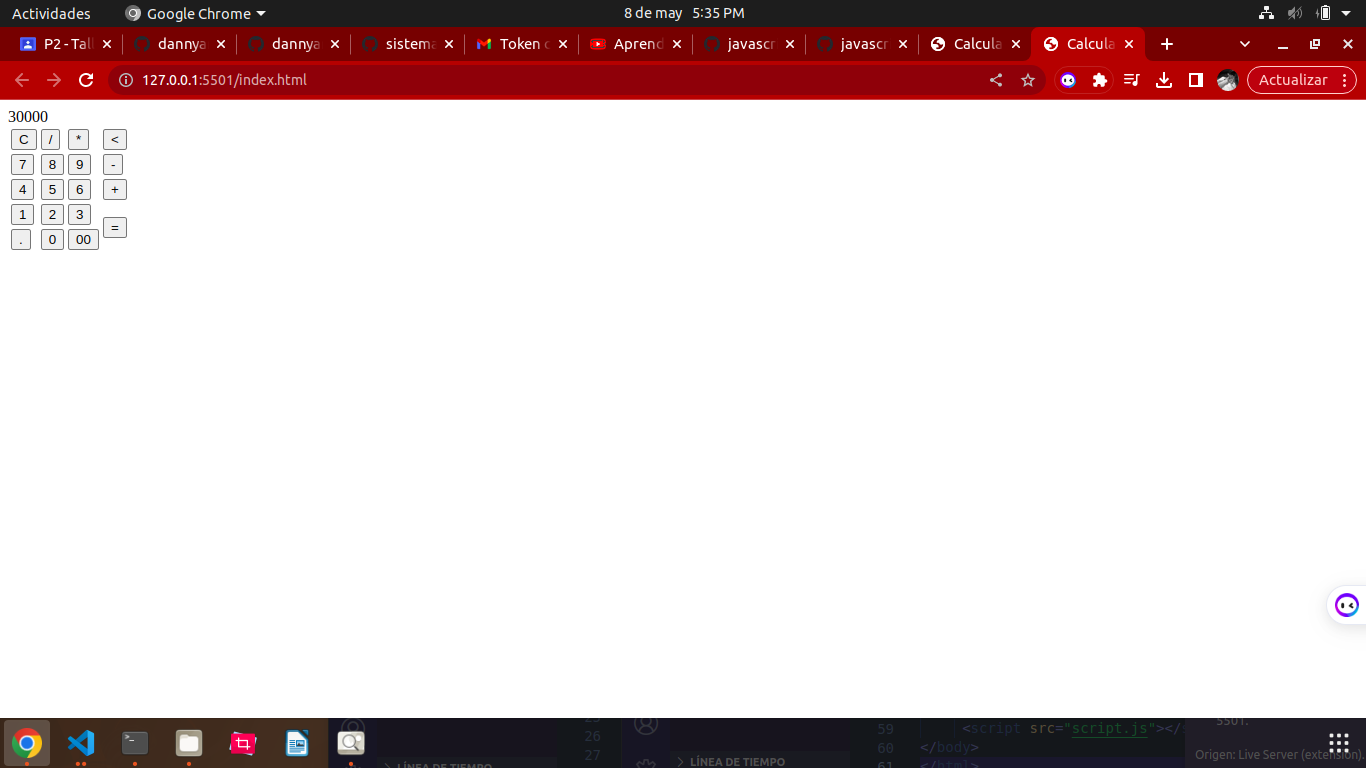 Actividades Google Chrome 8 de may 5:35 PM
P2 - Tall dannya dannya sistema Token d Aprend javascr javascr Calcula Calcula
127.0.0.1:5501/index.html Actualizar
30000
C / * <
7 8 9 -
4 5 6 +
1 2 3
=
. 0 00
26
27
LÍNEA DE TIEMPO
LÍNEA DE TIEMPO
59 <script src="script.js"></s
60 </body>
61 </html>
5501.
Origen: Live Server (extensión)